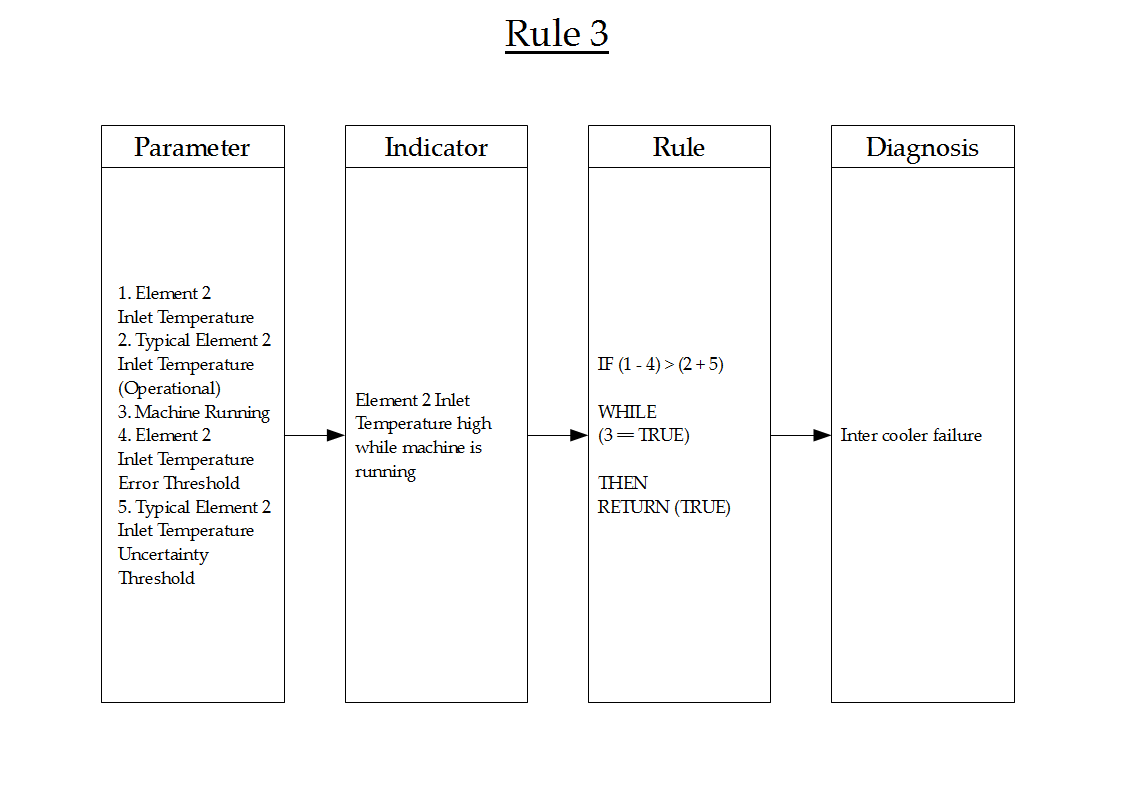 Rule 3
Parameter
1. Element 2
Inlet Temperature
2. Typical Element 2
Inlet Temperature
(Operational)
3. Machine Running
4. Element 2
Inlet Temperature
Error Threshold
5. Typical Element 2
Inlet Temperature
Uncertainty
Threshold
Indicator
Element 2 Inlet
Temperature high
while machine is
running
Rule
IF (1 - 4) > (2 + 5)
WHILE
(3 == TRUE)
THEN
RETURN (TRUE)
Diagnosis
Inter cooler failure